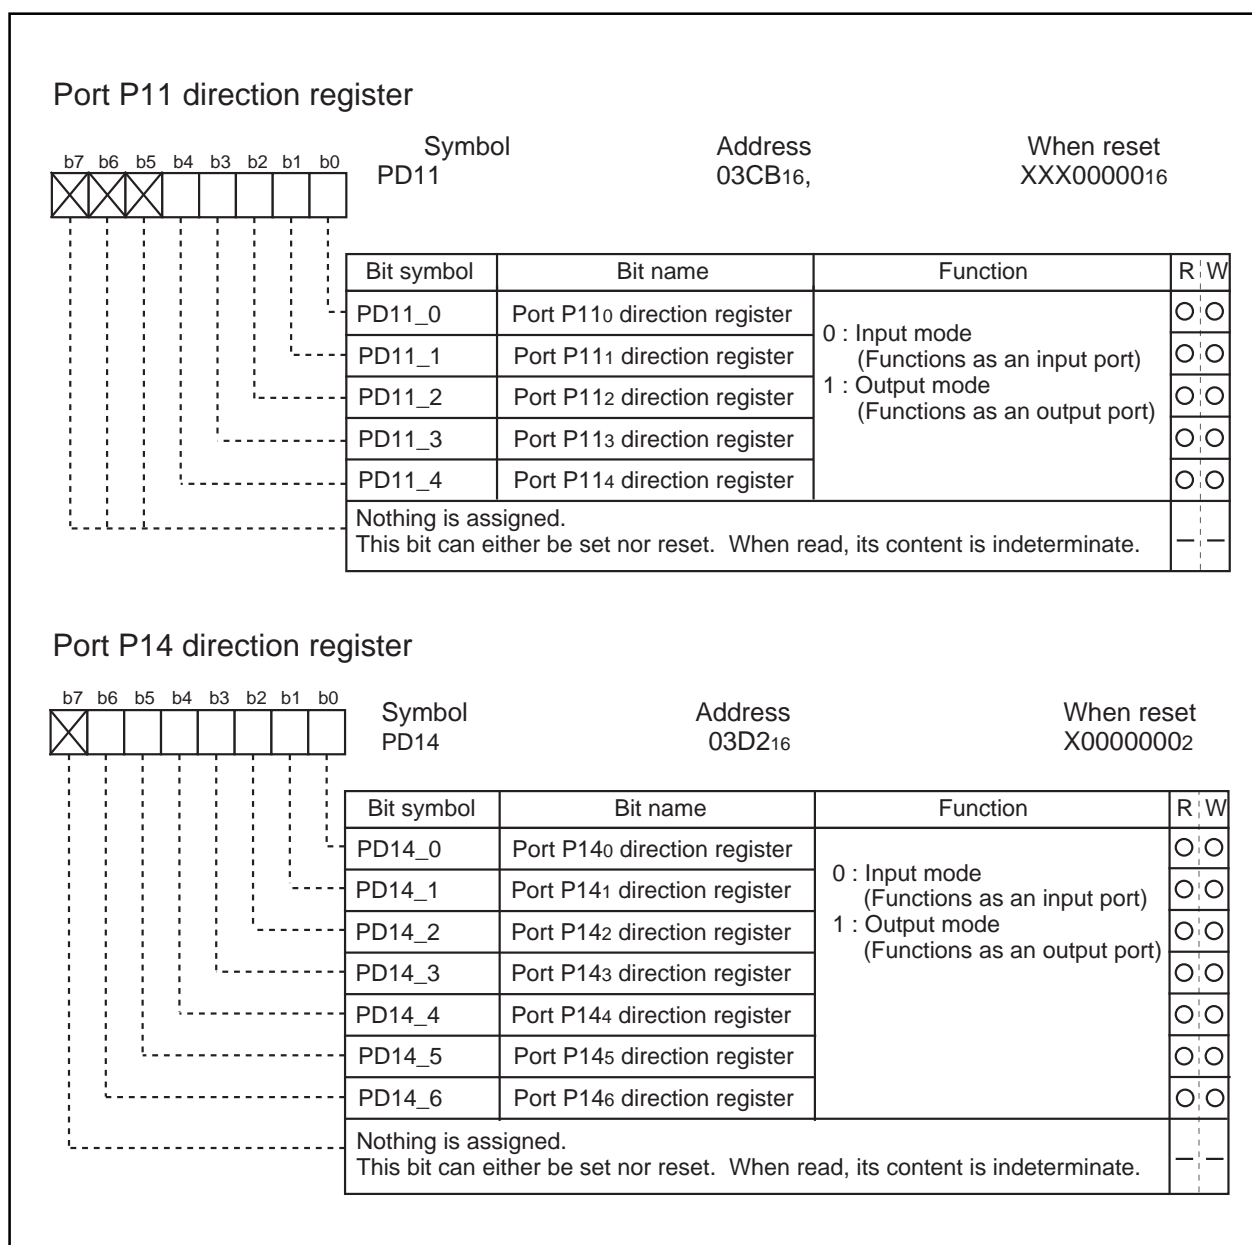 Port P11 direction register
Symbol Address When reset
b7 b6 b5 b4 b3 b2 b1 b0
PD11 03CB16, XXX0000016
Bit symbol Bit name Function R W
PD11_0 Port P110 direction register
0 : Input mode
(Functions as an input port)
PD11_1 Port P111 direction register
1 : Output mode
(Functions as an output port)
PD11_2 Port P112 direction register
PD11_3 Port P113 direction register
PD11_4 Port P114 direction register
Nothing is assigned.
This bit can either be set nor reset. When read, its content is indeterminate.
Port P14 direction register
b7 b6 b5 b4 b3 b2 b1 b0
Symbol Address When reset
PD14 03D216 X00000002
Bit symbol Bit name Function R W
PD14_0 Port P140 direction register
0 : Input mode
(Functions as an input port)
PD14_1 Port P141 direction register
1 : Output mode
(Functions as an output port)
PD14_2 Port P142 direction register
PD14_3 Port P143 direction register
PD14_4 Port P144 direction register
PD14_5 Port P145 direction register
PD14_6 Port P146 direction register
Nothing is assigned.
This bit can either be set nor reset. When read, its content is indeterminate.